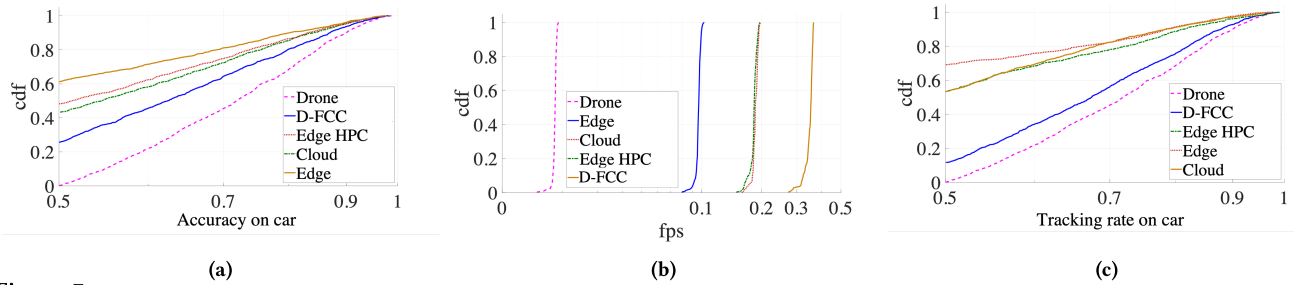 1
0.8
0.6
0.4
0.2
0
cdf
0.5
0.7
0.9
1
Accuracy on car
Drone
D-FCC
Edge HPC
Cloud
Edge
(a)
1
0.8
0.6
0.4
0.2
0
cdf
0
0.1
0.2
0.3
0.5
fps
Drone
Edge
Cloud
Edge HPC
D-FCC
(b)
1
0.8
0.6
0.4
0.2
0
cdf
0.5
0.7
0.9
1
Tracking rate on car
Drone
D-FCC
Edge HPC
Edge
Cloud
(c)